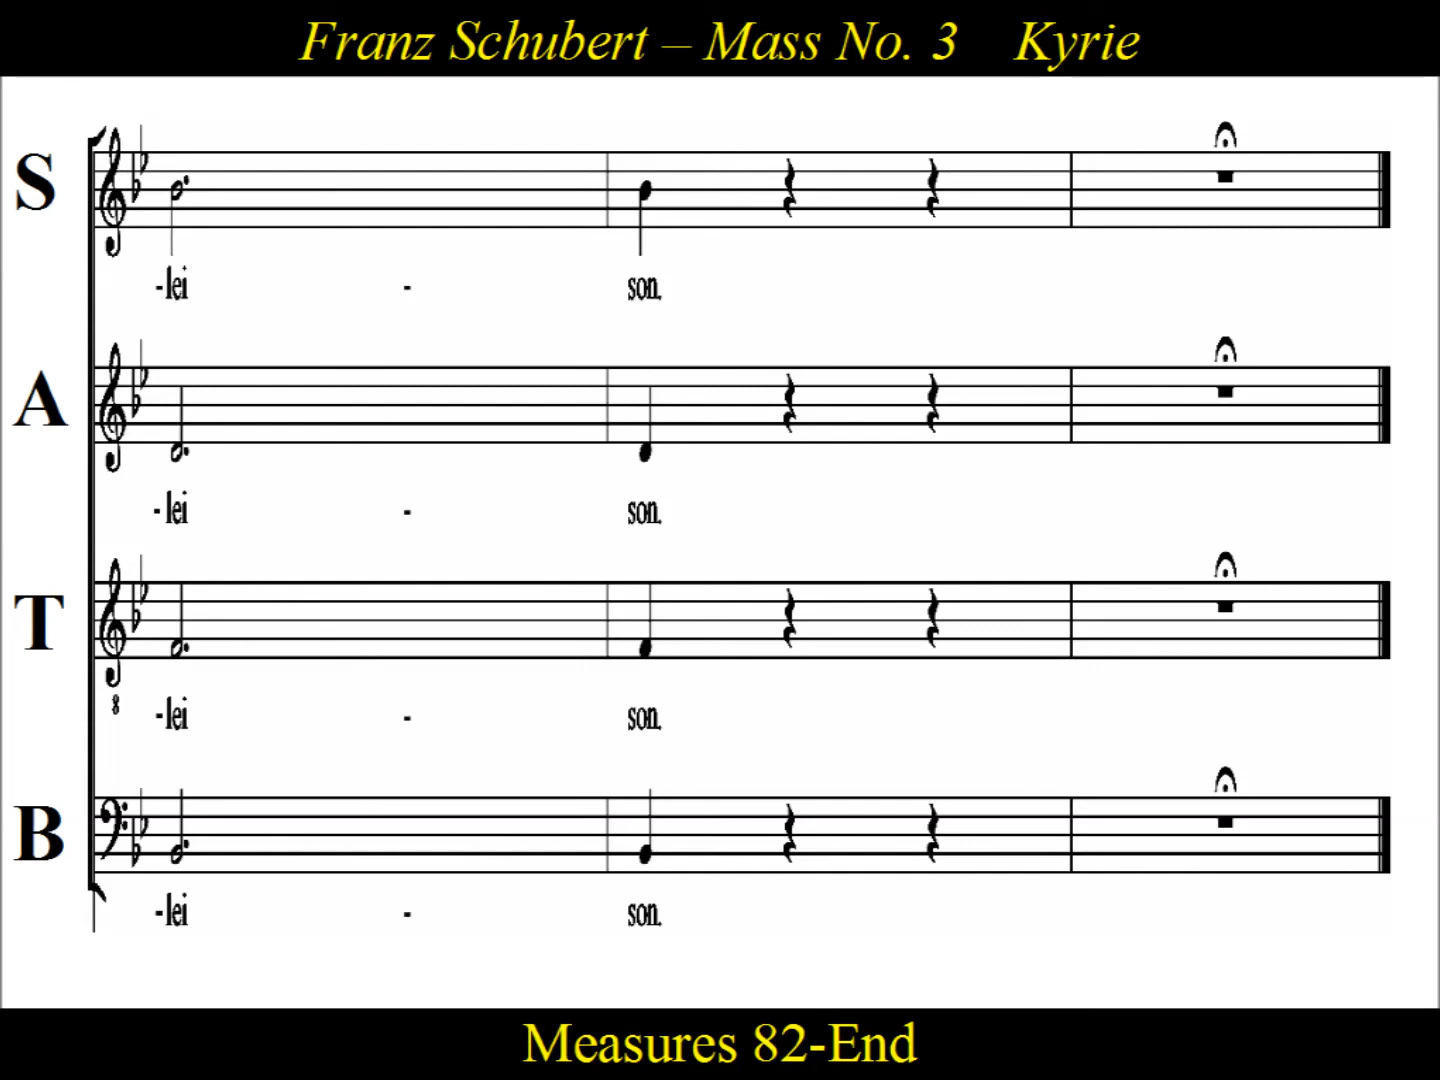 Franz Schubert – Mass No. 3 Kyrie
S
-lei - son.
A
-lei - son.
T
8
-lei - son.
B
-lei - son.
Measures 82-End